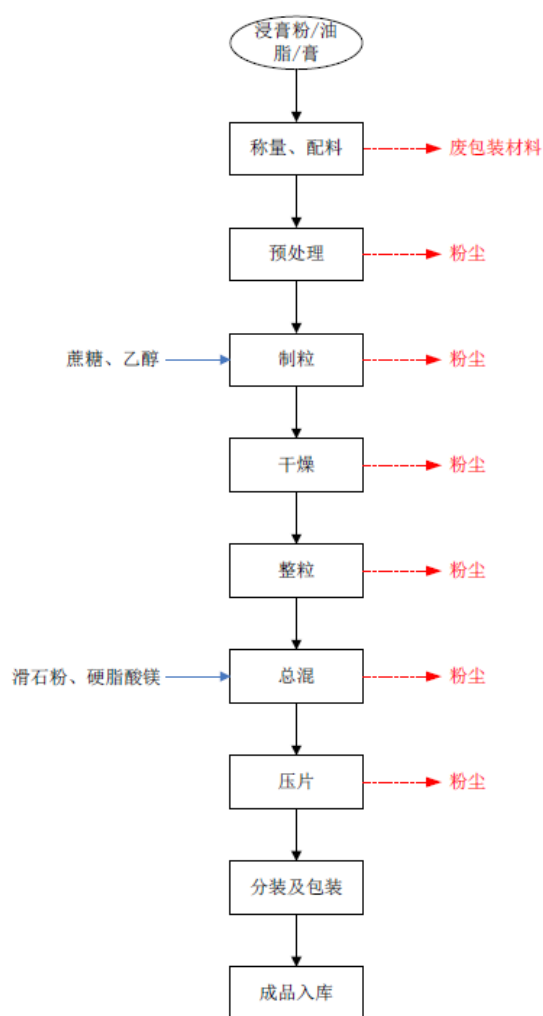 浸膏粉/油
脂/膏
称量、配料
废包装材料
预处理
粉尘
蔗糖、乙醇
制粒
粉尘
干燥
粉尘
整粒
粉尘
滑石粉、硬脂酸镁
总混
粉尘
压片
粉尘
分装及包装
成品入库